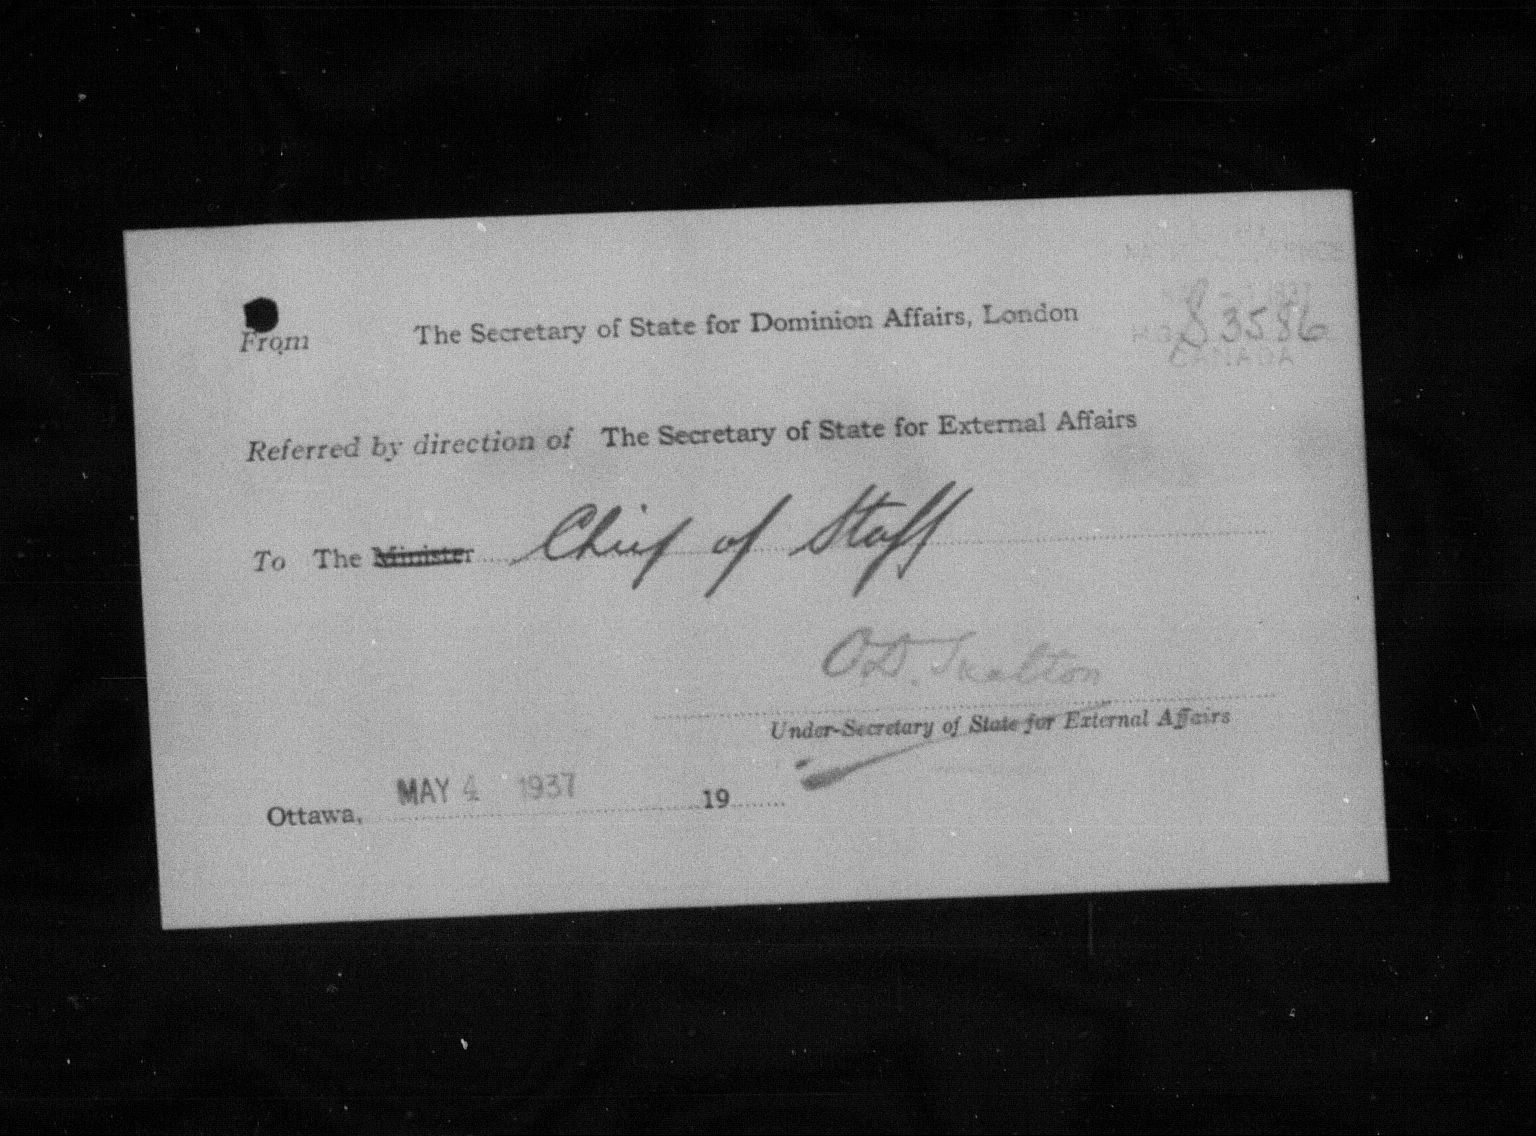 From The Secretary of State for Dominion Affairs, London
S 3586
CANADA
Referred by direction of The Secretary of State for External Affairs
To The Minister Chief of Staff
O.D. Skelton
Under-Secretary of State for External Affairs
MAY 4 1937
Ottawa, 19